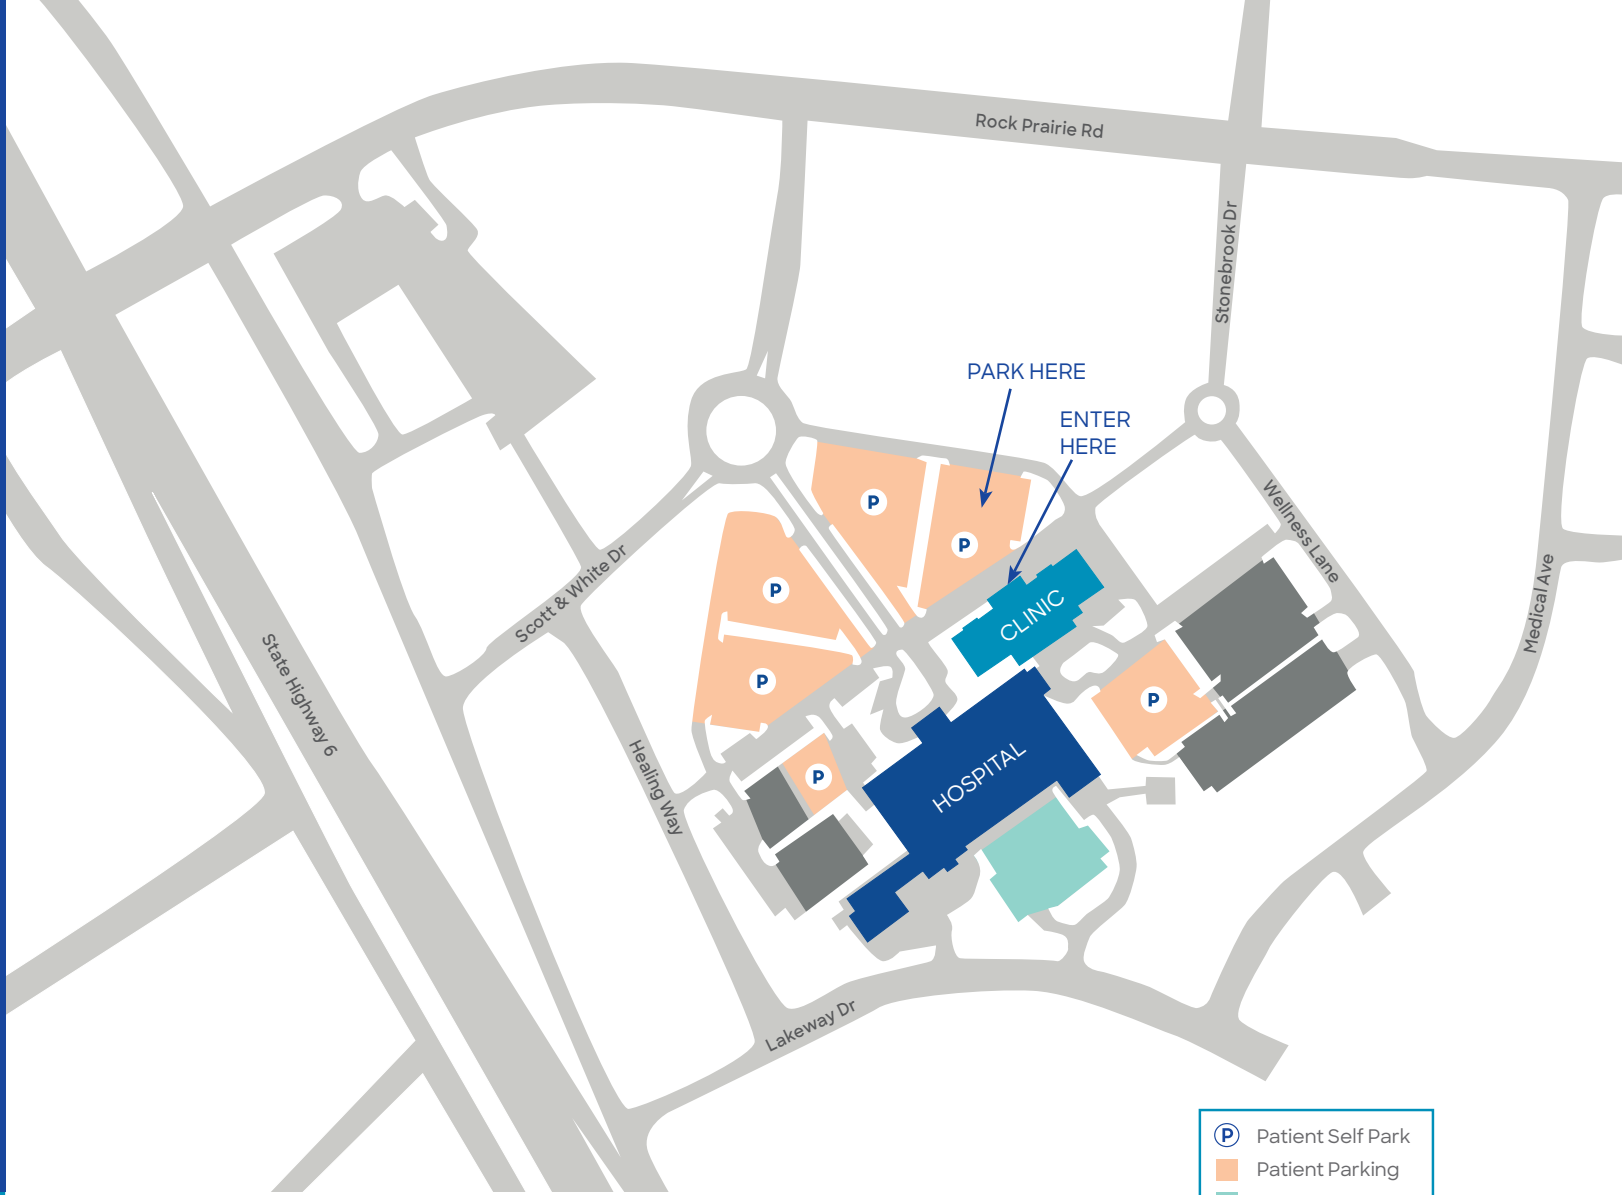 Rock Prairie Rd
Stonebrook Dr
PARK HERE
ENTER
HERE
P
P
Wellness Lane
Scott & White Dr
P
CLINIC
Medical Ave
State Highway 6
P
P
Healing Way
P
HOSPITAL
Lakeway Dr
P Patient Self Park
Patient Parking